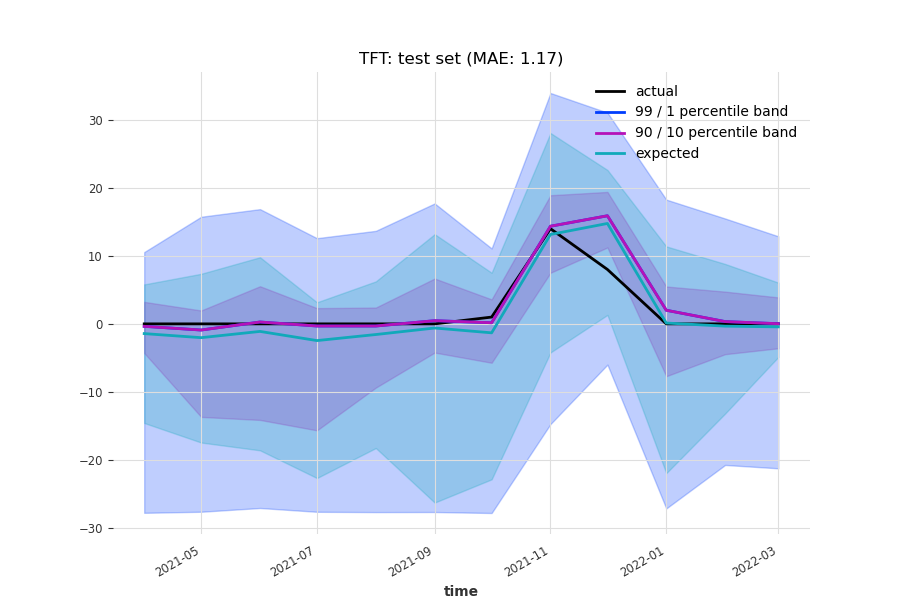 TFT: test set (MAE: 1.17)
actual
99 / 1 percentile band
90 / 10 percentile band
expected
30
20
10
0
−10
−20
−30
2021-05
2021-07
2021-09
2021-11
2022-01
2022-03
time